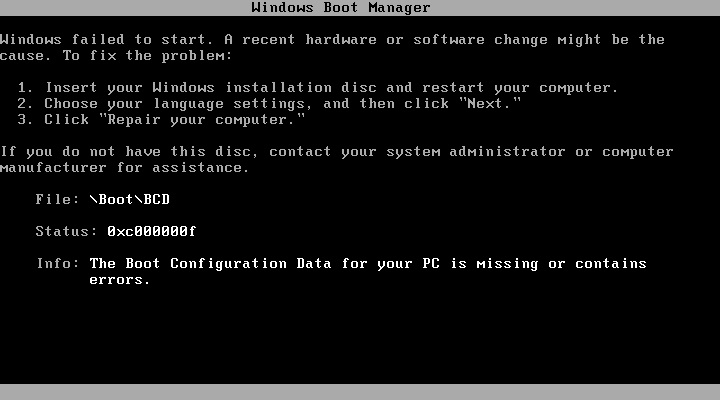 Windows Boot Manager
Windows failed to start. A recent hardware or software change might be the
cause. To fix the problem:
1. Insert your Windows installation disc and restart your computer.
2. Choose your language settings, and then click "Next."
3. Click "Repair your computer."
If you do not have this disc, contact your system administrator or computer
manufacturer for assistance.
File: \Boot\BCD
Status: 0xc000000f
Info: The Boot Configuration Data for your PC is missing or contains
errors.